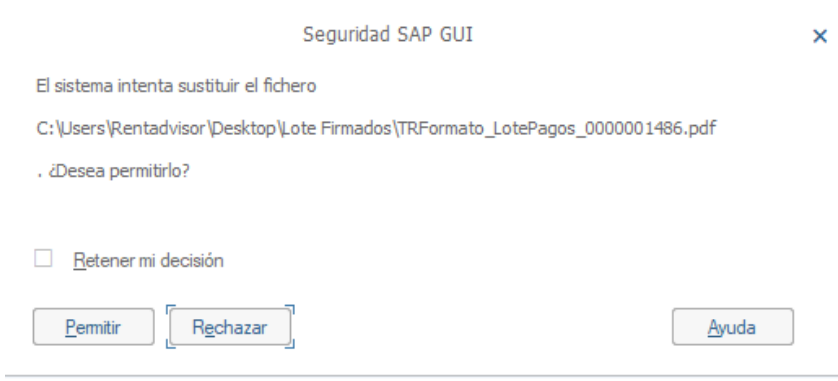 Seguridad SAP GUI
El sistema intenta sustituir el fichero
C:\Users\Rentadvisor\Desktop\Lote Firmados\TRFormato_LotePagos_0000001486.pdf
. ¿Desea permitirlo?
Retener mi decisión
Permitir Rechazar Ayuda